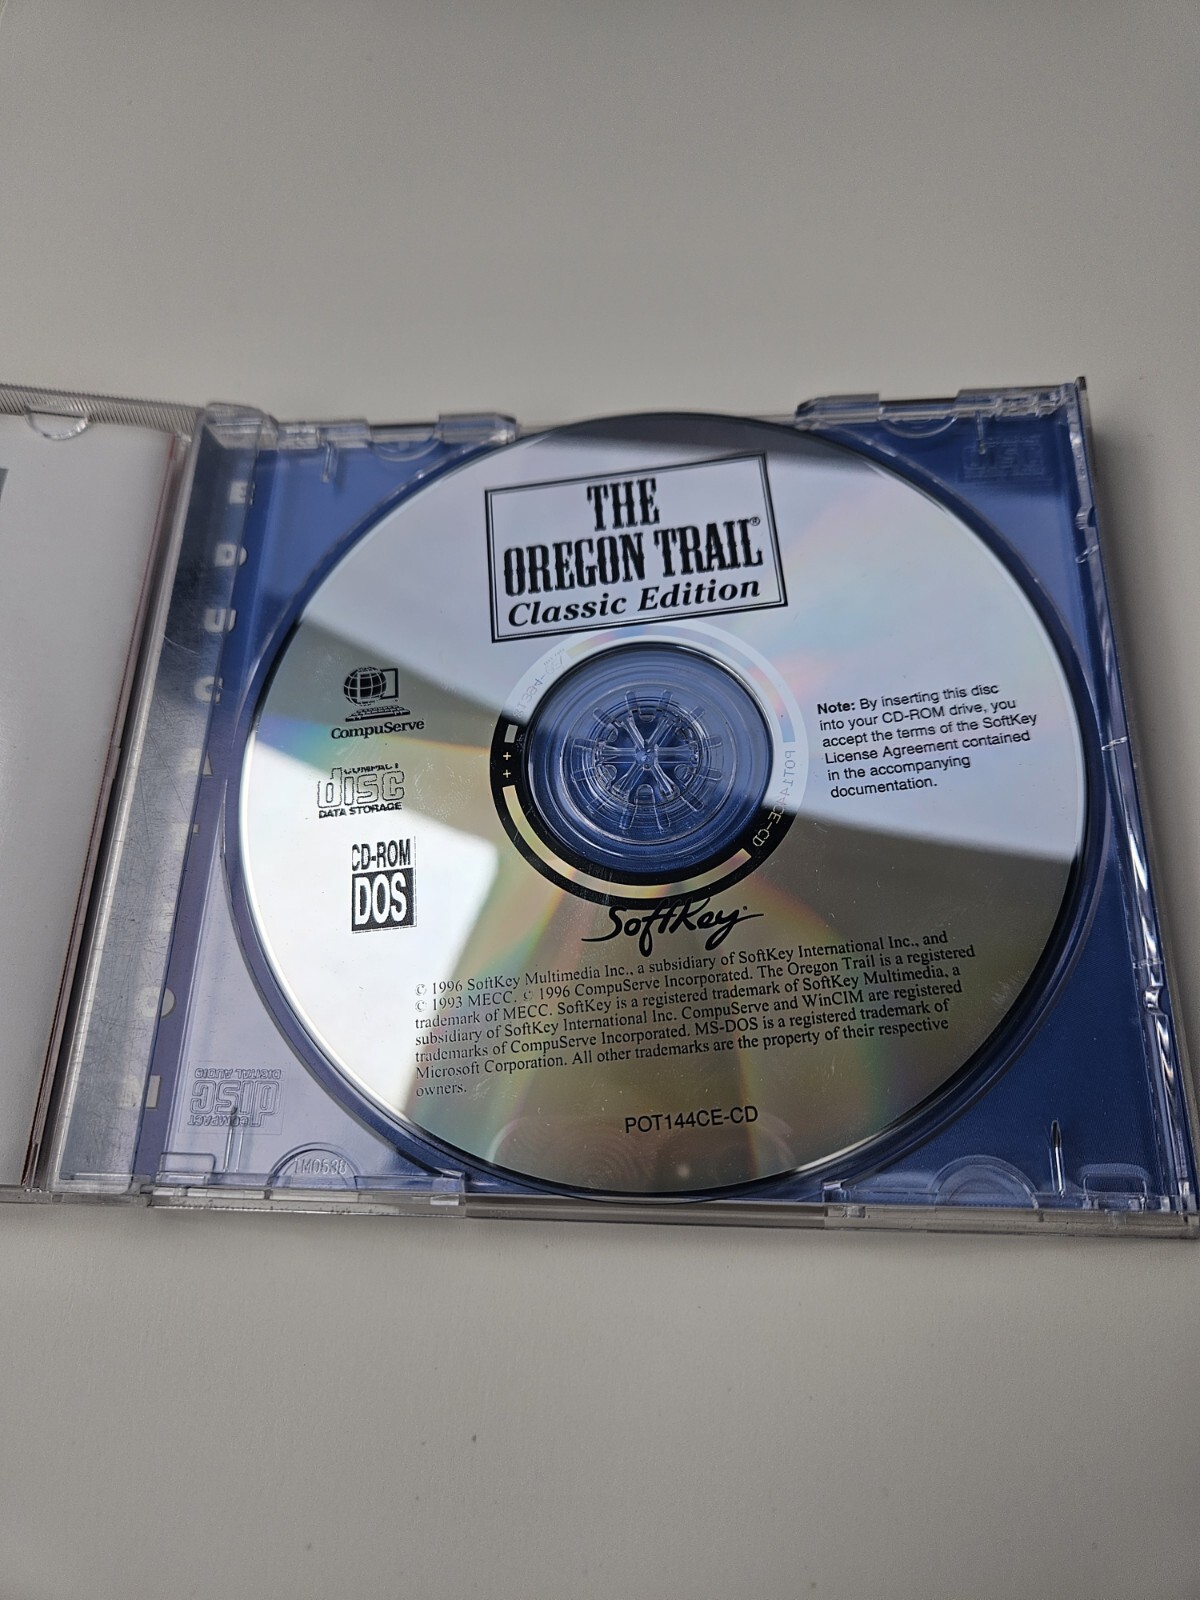 THE
OREGON TRAIL®
Classic Edition
CompuServe
COMPACT
disc
DATA STORAGE
CD-ROM
DOS
Note: By inserting this disc
into your CD-ROM drive, you
accept the terms of the SoftKey
License Agreement contained
in the accompanying
documentation.
POT144CE-CD
SoftKey
© 1996 SoftKey Multimedia Inc., a subsidiary of SoftKey International Inc., and
© 1993 MECC. © 1996 CompuServe Incorporated. The Oregon Trail is a registered
trademark of MECC. SoftKey is a registered trademark of SoftKey Multimedia, a
subsidiary of SoftKey International Inc. CompuServe and WinCIM are registered
trademarks of CompuServe Incorporated. MS-DOS is a registered trademark of
Microsoft Corporation. All other trademarks are the property of their respective
owners.
POT144CE-CD
COMPACT
disc
DIGITAL AUDIO